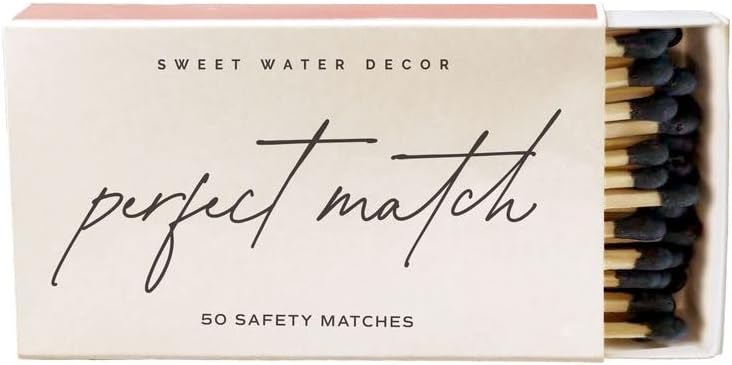 SWEET WATER DECOR
perfect match
50 SAFETY MATCHES